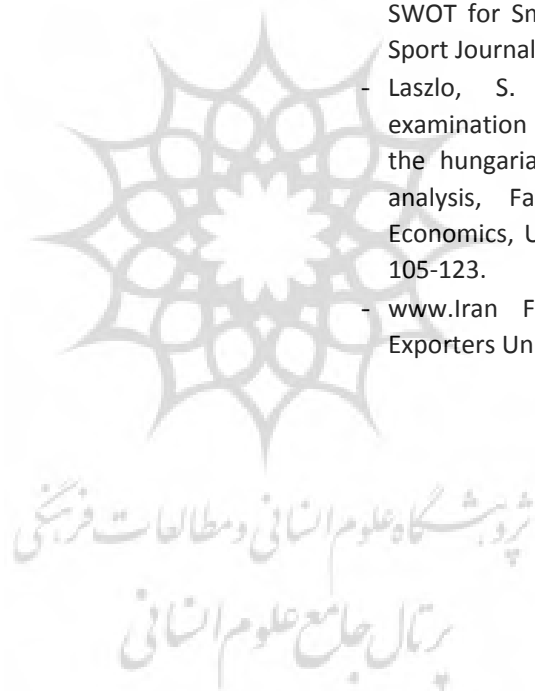 SWOT for Sn
Sport Journal
- Laszlo, S.
examination
the hungaria
analysis, Fa
Economics, U
105-123.
- www.Iran F
Exporters Un
پژوهشگاه علوم انسانی و مطالعات فرهنگی
پرتال جامع علوم انسانی